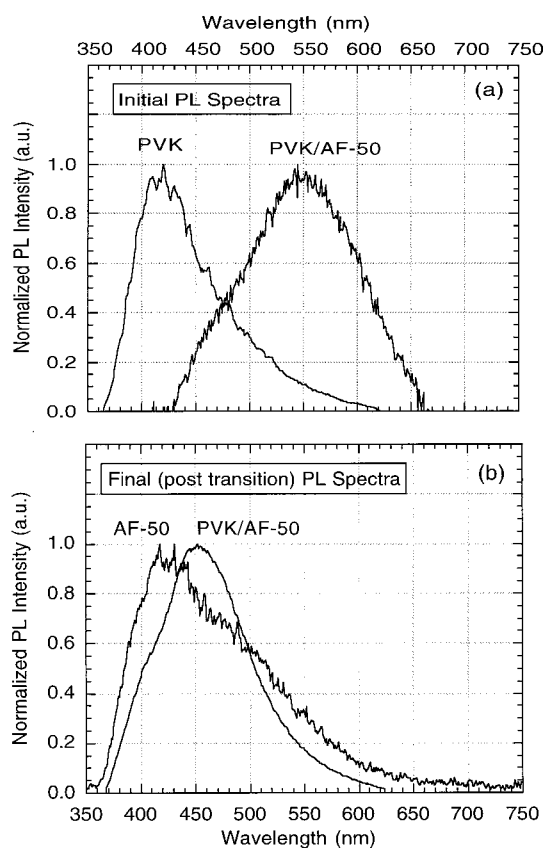 Wavelength (nm)
350 400 450 500 550 600 650 700 750
(a)
Initial PL Spectra
PVK
PVK/AF-50
1.0
0.8
0.6
0.4
0.2
0.0
Normalized PL Intensity (a.u.)
(b)
Final (post transition) PL Spectra
AF-50 PVK/AF-50
1.0
0.8
0.6
0.4
0.2
0.0
Normalized PL Intensity (a.u.)
350 400 450 500 550 600 650 700 750
Wavelength (nm)